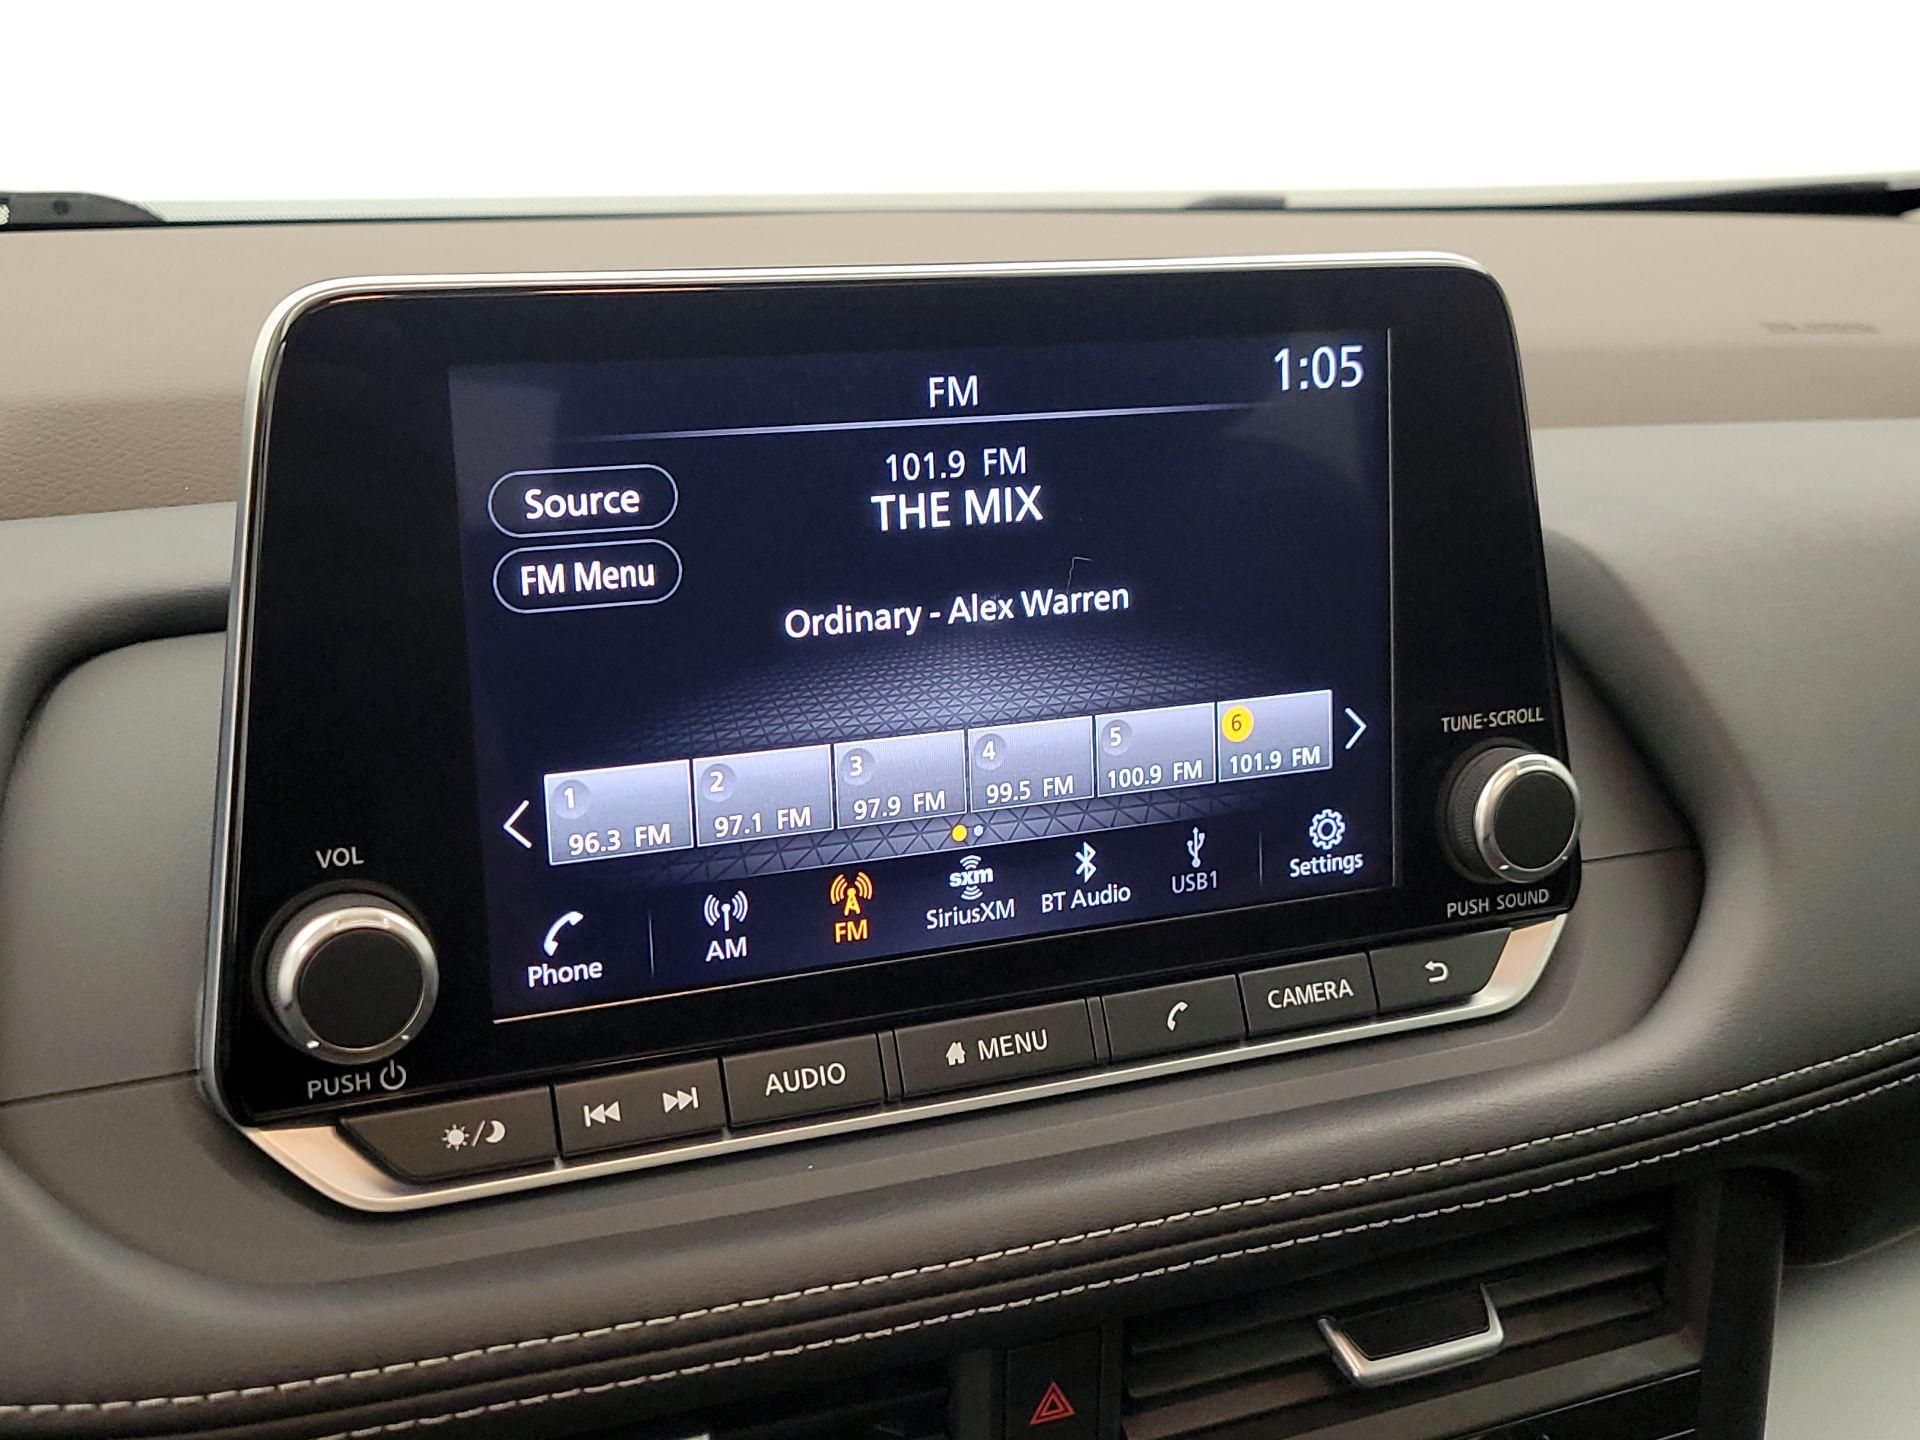 FM
1:05
101.9 FM
THE MIX
Source
FM Menu
Ordinary - Alex Warren
1
96.3 FM
2
97.1 FM
3
97.9 FM
4
99.5 FM
5
100.9 FM
6
101.9 FM
Phone
AM
FM
sxm
SiriusXM
BT Audio
USB1
Settings
VOL
PUSH
TUNE-SCROLL
PUSH SOUND
AUDIO
MENU
CAMERA